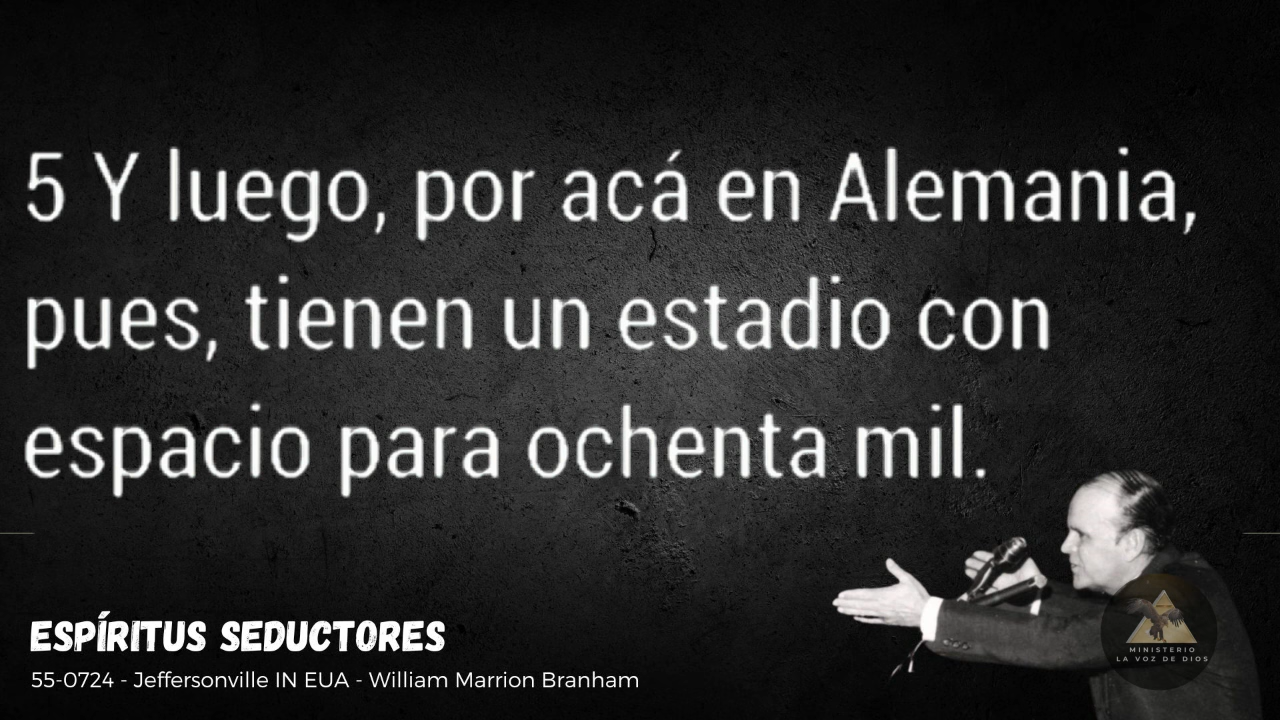 5 Y luego, por acá en Alemania,
pues, tienen un estadio con
espacio para ochenta mil.
ESPÍRITUS SEDUCTORES
55-0724 - Jeffersonville IN EUA - William Marrion Branham
MINISTERIO
LA VOZ DE DIOS